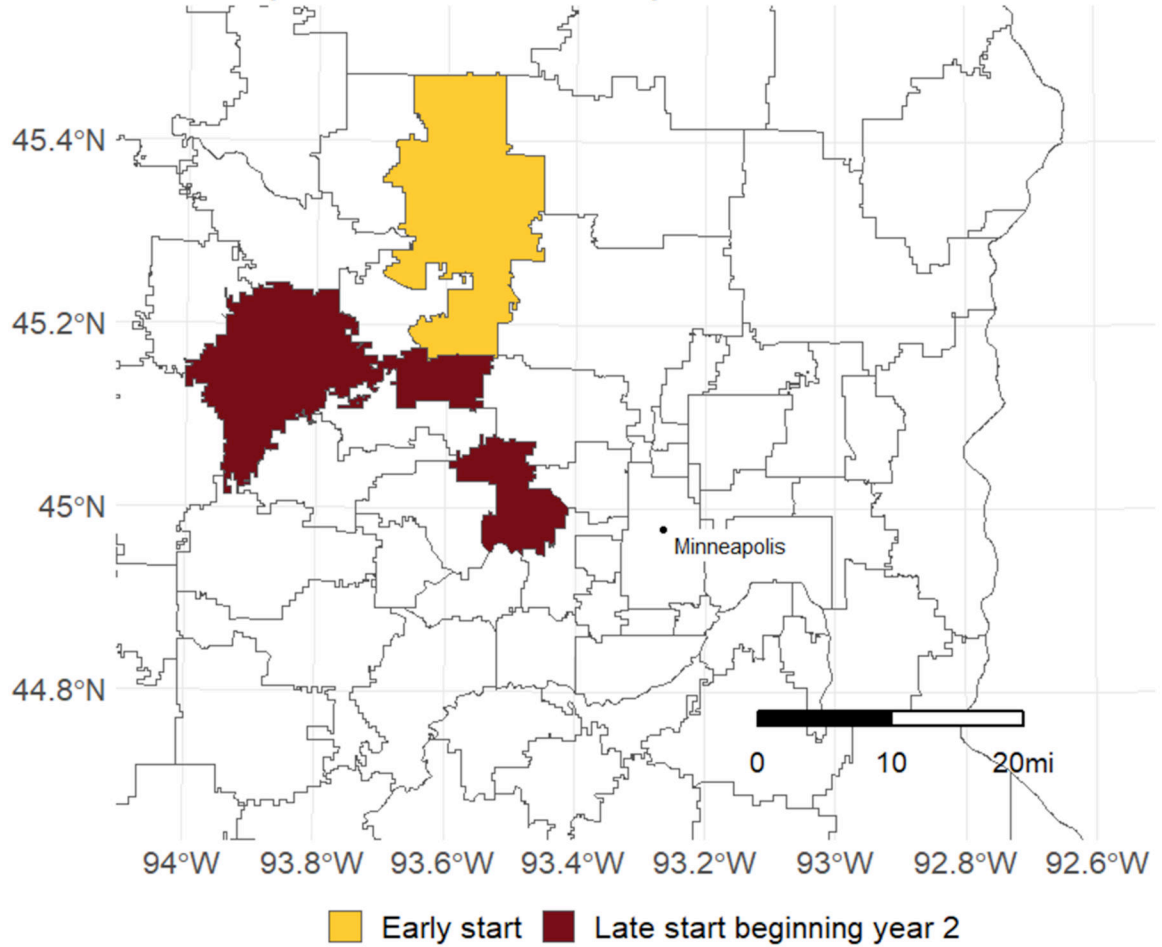 45.4°N
45.2°N
45°N
44.8°N
Minneapolis
0 10 20mi
94°W 93.8°W 93.6°W 93.4°W 93.2°W 93°W 92.8°W 92.6°W
Early start Late start beginning year 2